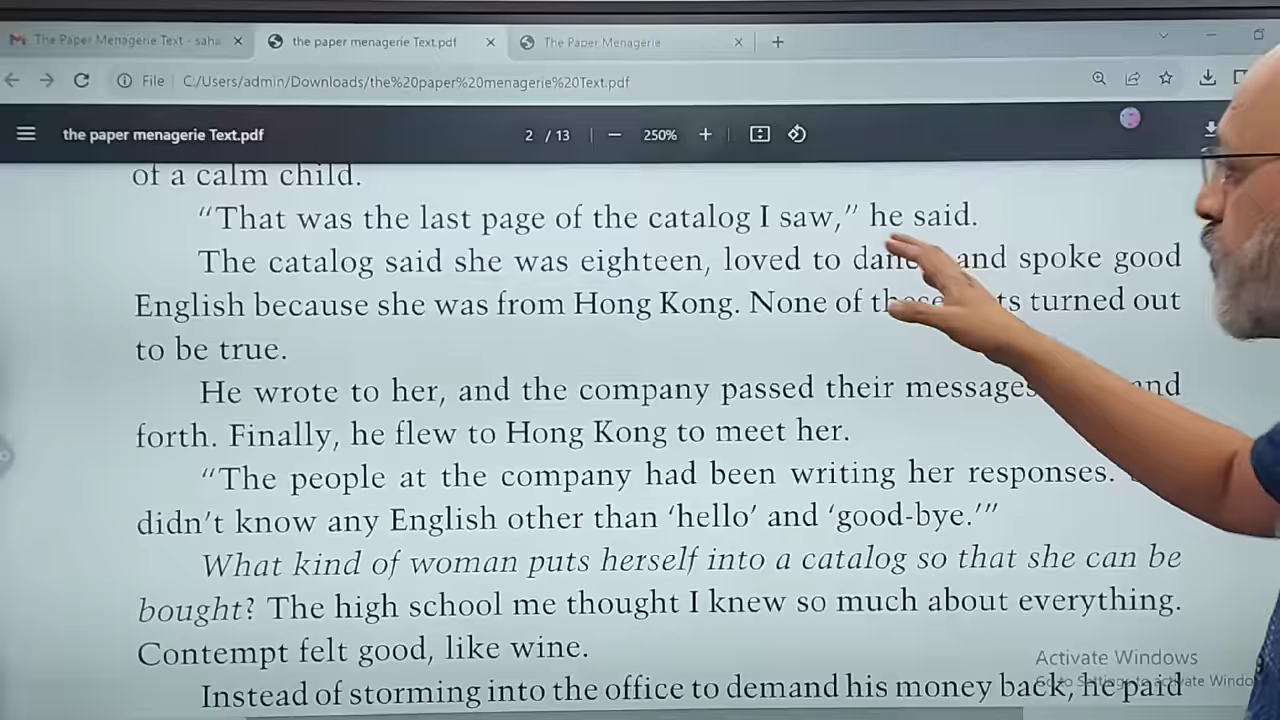 The Paper Menagerie Text - saha
the paper menagerie Text.pdf
The Paper Menagerie
File C:/Users/admin/Downloads/the%20paper%20menagerie%20Text.pdf
the paper menagerie Text.pdf 2 / 13 250%
of a calm child.
“That was the last page of the catalog I saw,” he said.
The catalog said she was eighteen, loved to and spoke good
English because she was from Hong Kong. None of turned out
to be true.
He wrote to her, and the company passed their messages and
forth. Finally, he flew to Hong Kong to meet her.
“The people at the company had been writing her responses.
didn’t know any English other than ‘hello’ and ‘good-bye.’”
What kind of woman puts herself into a catalog so that she can be
bought? The high school me thought I knew so much about everything.
Contempt felt good, like wine.
Activate Windows
Instead of storming into the office to demand his money back, he paid
Go to Settings to activate Windo